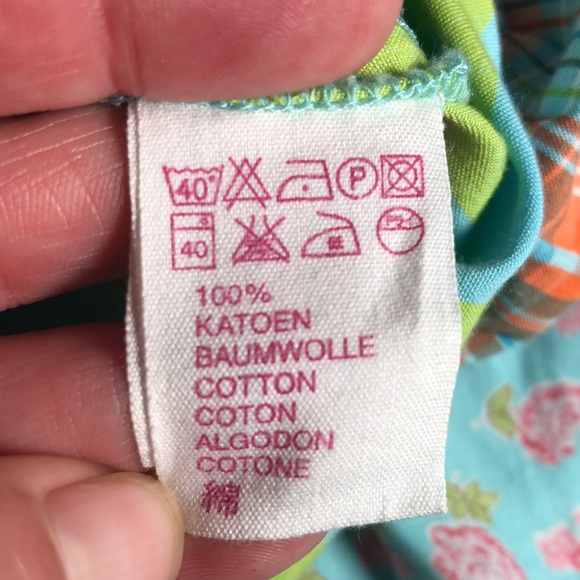 40 P
40
100%
KATOEN
BAUMWOLLE
COTTON
COTON
ALGODON
COTONE
綿